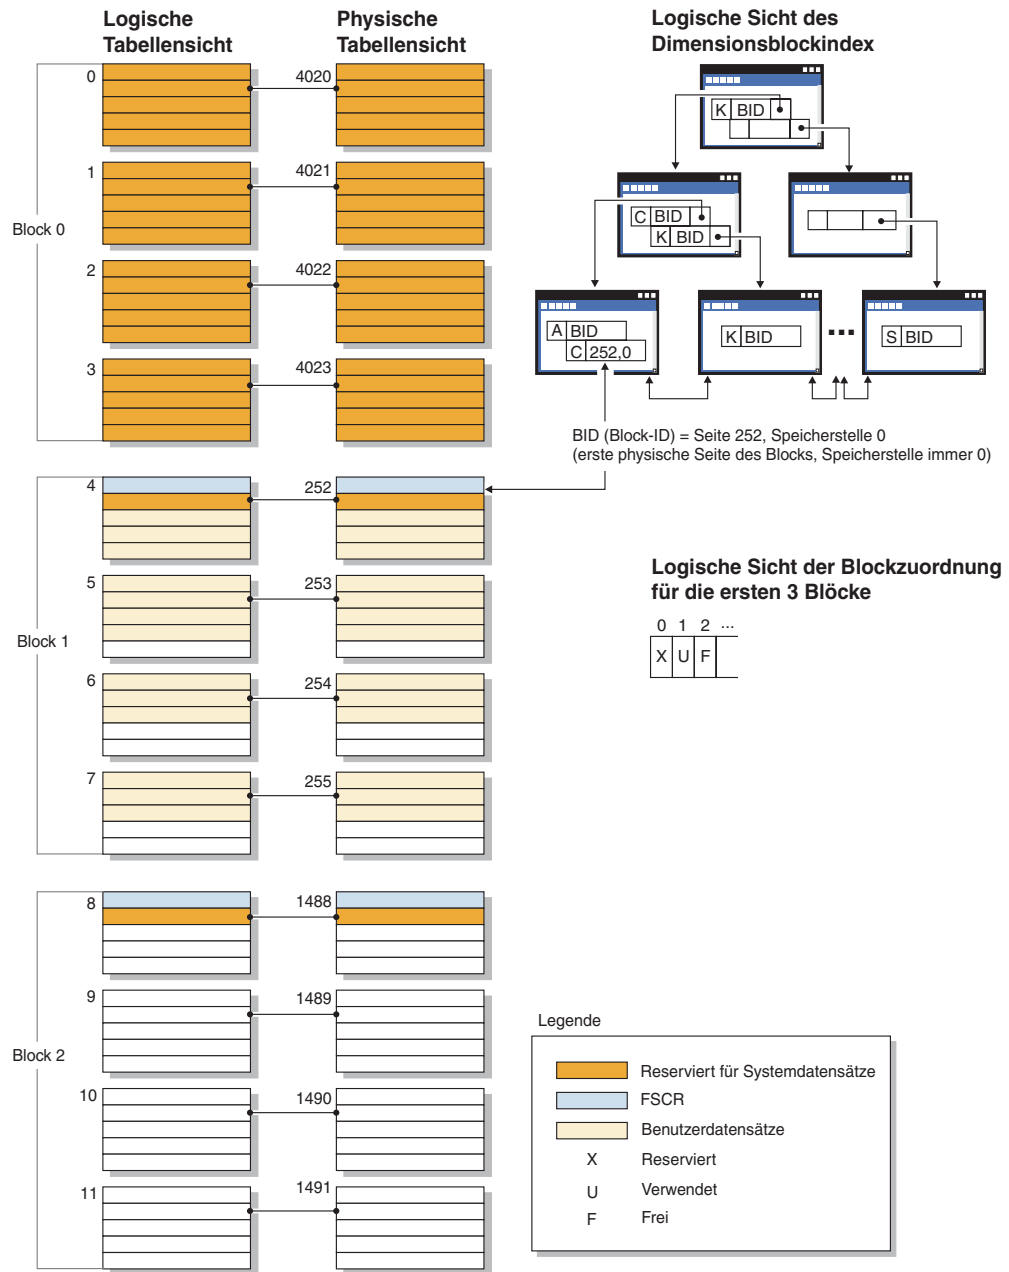 Logische
Tabellensicht
Physische
Tabellensicht
Block 0
0
4020
1
4021
2
4022
3
4023
Block 1
4
252
5
253
6
254
7
255
Block 2
8
1488
9
1489
10
1490
11
1491
Logische Sicht des
Dimensionsblockindex
K BID
C BID
K BID
A BID
C 252,0
K BID
S BID
BID (Block-ID) = Seite 252, Speicherstelle 0
(erste physische Seite des Blocks, Speicherstelle immer 0)
Logische Sicht der Blockzuordnung
für die ersten 3 Blöcke
0 1 2 ...
X U F
Legende
Reserviert für Systemdatensätze
FSCR
Benutzerdatensätze
X Reserviert
U Verwendet
F Frei